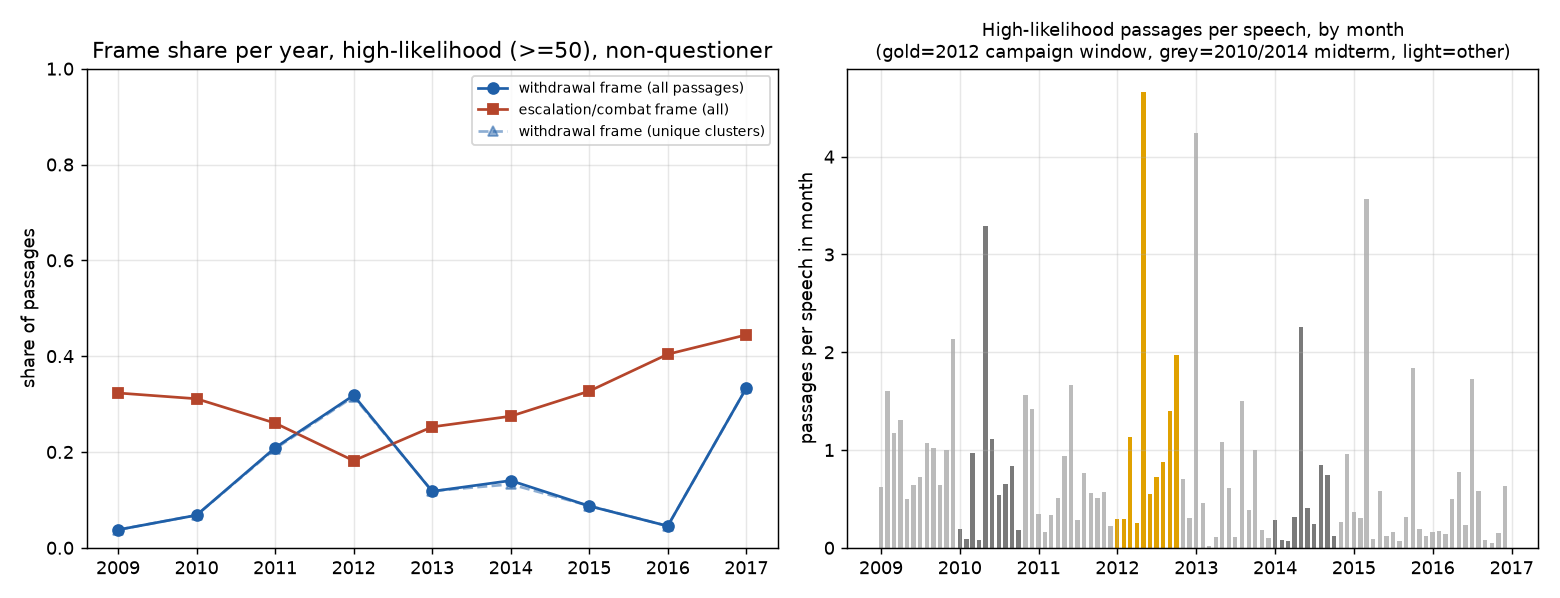 Frame share per year, high-likelihood (>=50), non-questioner
share of passages
1.0
0.8
0.6
0.4
0.2
0.0
withdrawal frame (all passages)
escalation/combat frame (all)
withdrawal frame (unique clusters)
2009 2010 2011 2012 2013 2014 2015 2016 2017
High-likelihood passages per speech, by month
(gold=2012 campaign window, grey=2010/2014 midterm, light=other)
passages per speech in month
4
3
2
1
0
2009 2010 2011 2012 2013 2014 2015 2016 2017